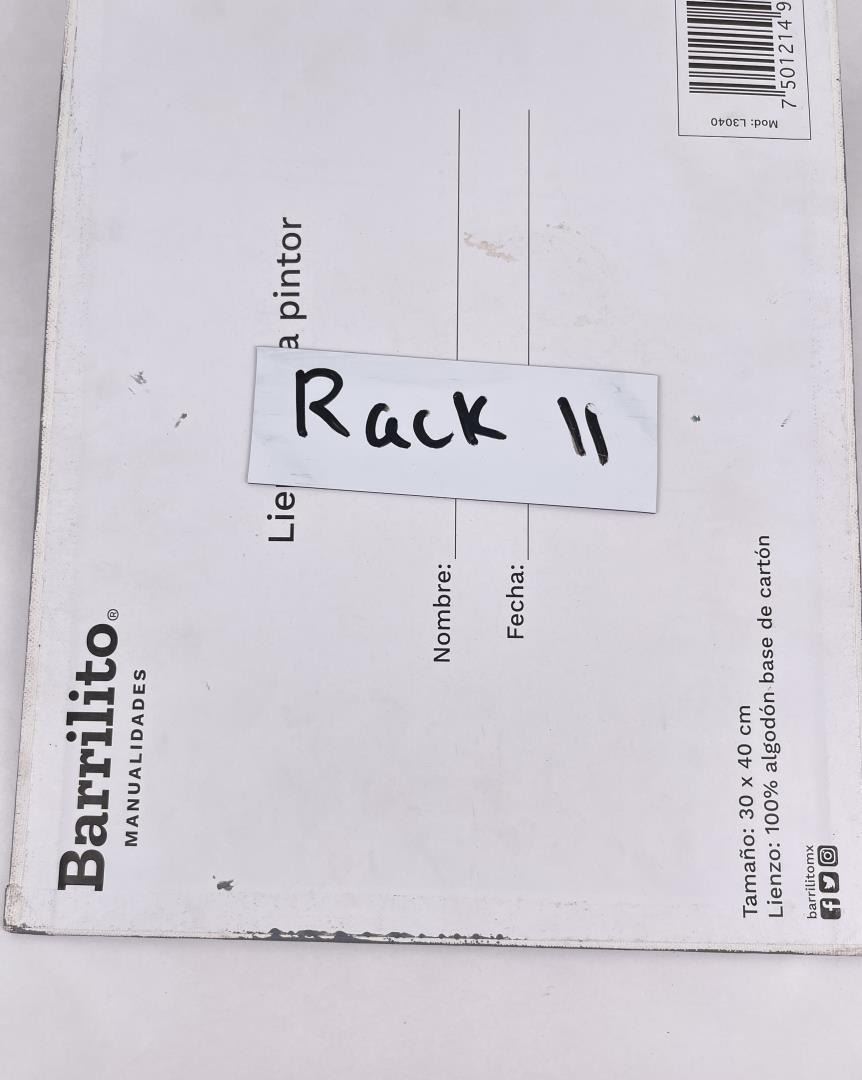 Barrilito®
MANUALIDADES
a pintor
Rack 11
Nombre:
Fecha:
Tamaño: 30 x 40 cm
Lienzo: 100% algodón base de cartón
barrilitomx
Mod: L3040
7 501214 9